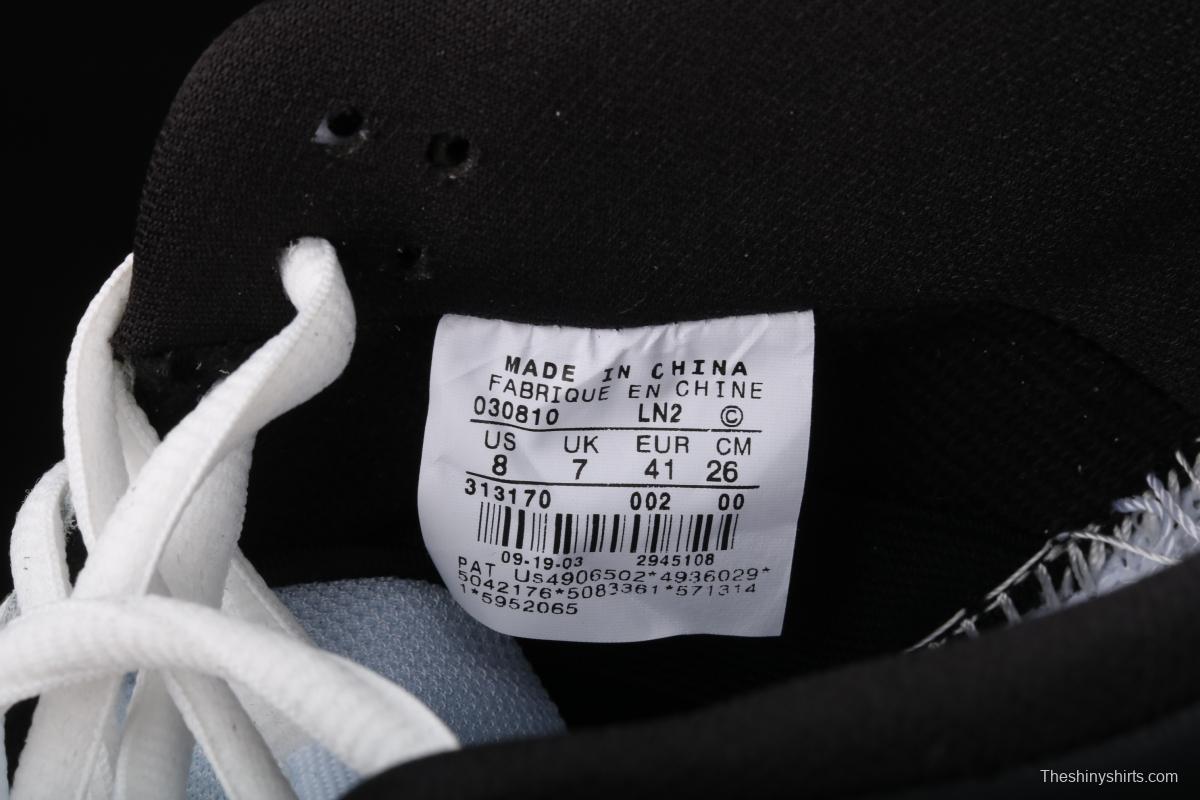 MADE IN CHINA
FABRIQUE EN CHINE
030810 LN2 ©
US UK EUR CM
8 7 41 26
313170 002 00
09-19-03 2945108
PAT Us4906502*4936029*
5042176*5083361*571314
1*5952065
Theshinyshirts.com